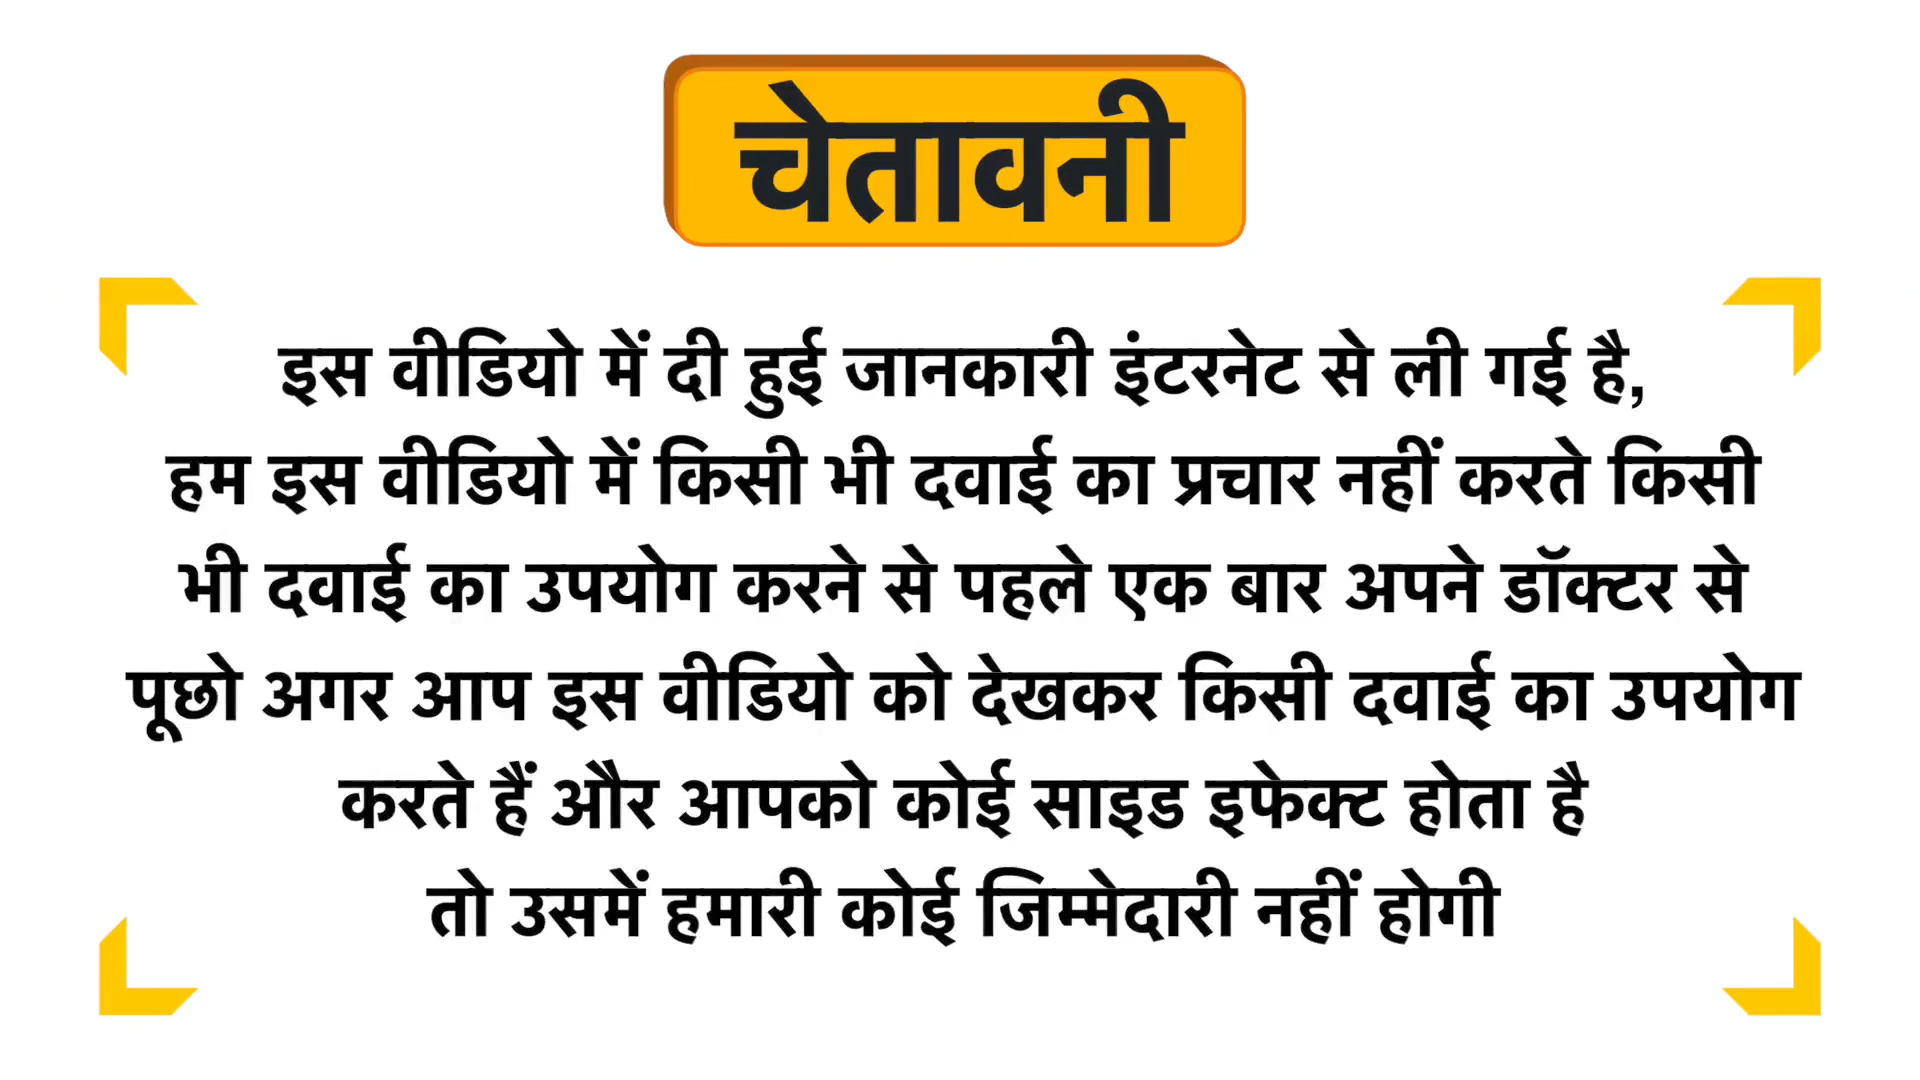 चेतावनी
इस वीडियो में दी हुई जानकारी इंटरनेट से ली गई है,
हम इस वीडियो में किसी भी दवाई का प्रचार नहीं करते किसी
भी दवाई का उपयोग करने से पहले एक बार अपने डॉक्टर से
पूछो अगर आप इस वीडियो को देखकर किसी दवाई का उपयोग
करते हैं और आपको कोई साइड इफेक्ट होता है
तो उसमें हमारी कोई जिम्मेदारी नहीं होगी